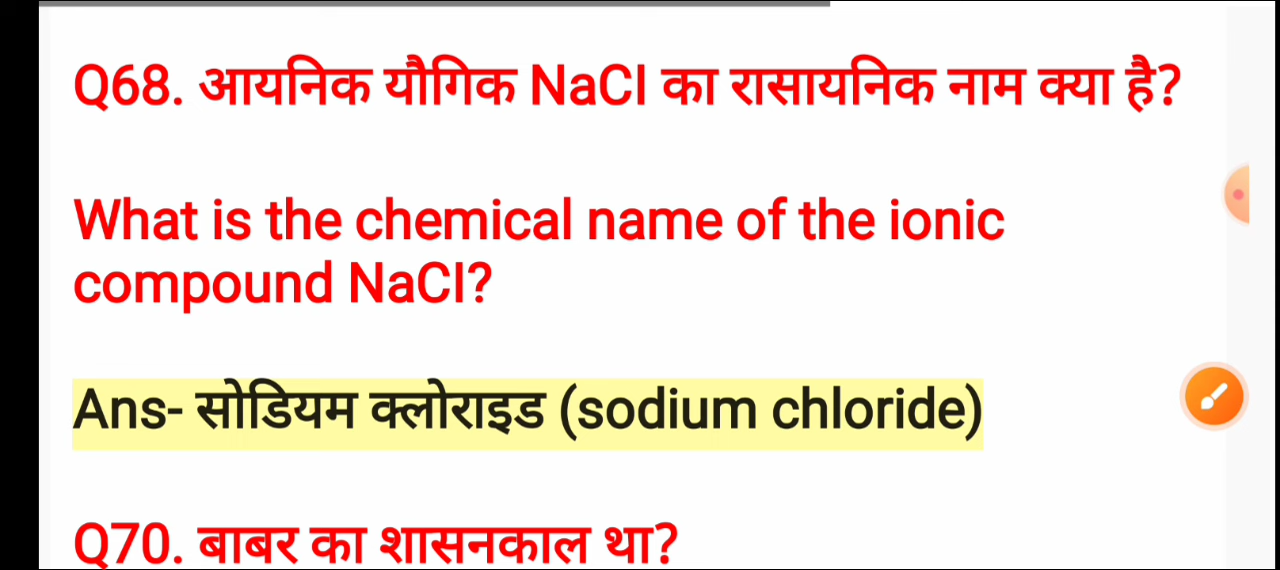 Q68. आयनिक यौगिक NaCl का रासायनिक नाम क्या है?
What is the chemical name of the ionic
compound NaCl?
Ans- सोडियम क्लोराइड (sodium chloride)
Q70. बाबर का शासनकाल था?